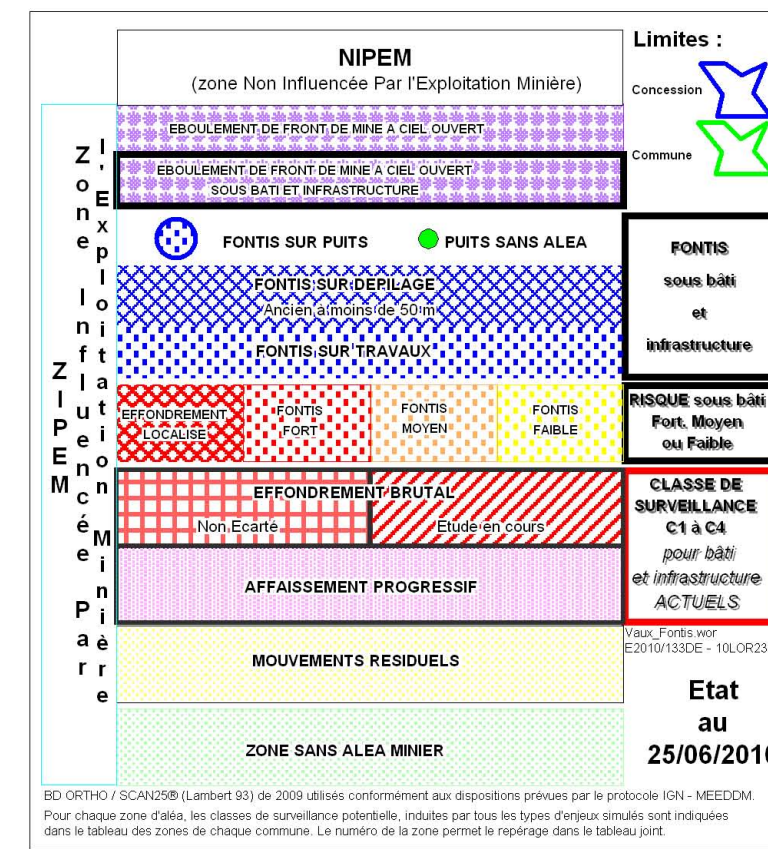 NIPEM
(zone Non Influencée Par l'Exploitation Minière)
Limites :
Concession
Commune
ZIPEM
Zone Influencée Par
l'Exploitation Minière
EBOULEMENT DE FRONT DE MINE A CIEL OUVERT
EBOULEMENT DE FRONT DE MINE A CIEL OUVERT
SOUS BATI ET INFRASTRUCTURE
FONTIS SUR PUITS
PUITS SANS ALEA
FONTIS SUR DEPILAGE
Ancien à moins de 50 m
FONTIS SUR TRAVAUX
FONTIS
sous bâti
et
infrastructure
EFFONDREMENT
LOCALISE
FONTIS
FORT
FONTIS
MOYEN
FONTIS
FAIBLE
RISQUE sous bâti
Fort. Moyen
ou Faible
EFFONDREMENT BRUTAL
Non Ecarté
Etude en cours
AFFAISSEMENT PROGRESSIF
CLASSE DE
SURVEILLANCE
C1 à C4
pour bâti
et infrastructure
ACTUELS
Vaux_Fontis.wor
E2010/133DE - 10LOR23
MOUVEMENTS RESIDUELS
ZONE SANS ALEA MINIER
Etat
au
25/06/2010
BD ORTHO / SCAN25® (Lambert 93) de 2009 utilisés conformément aux dispositions prévues par le protocole IGN - MEEDDM.
Pour chaque zone d'aléa, les classes de surveillance potentielle, induites par tous les types d'enjeux simulés sont indiquées
dans le tableau des zones de chaque commune. Le numéro de la zone permet le repérage dans le tableau joint.